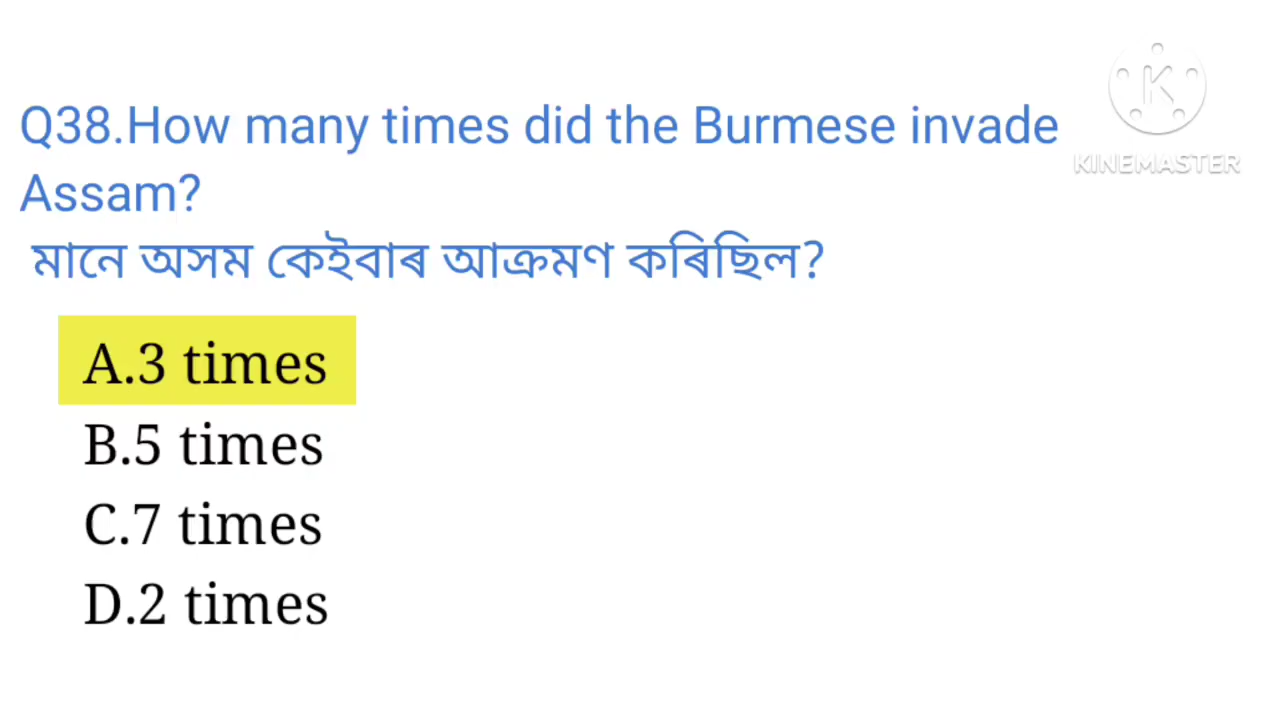 Q38.How many times did the Burmese invade
Assam?
মানে অসম কেইবাৰ আক্ৰমণ কৰিছিল?
A.3 times
B.5 times
C.7 times
D.2 times
K
KINEMASTER